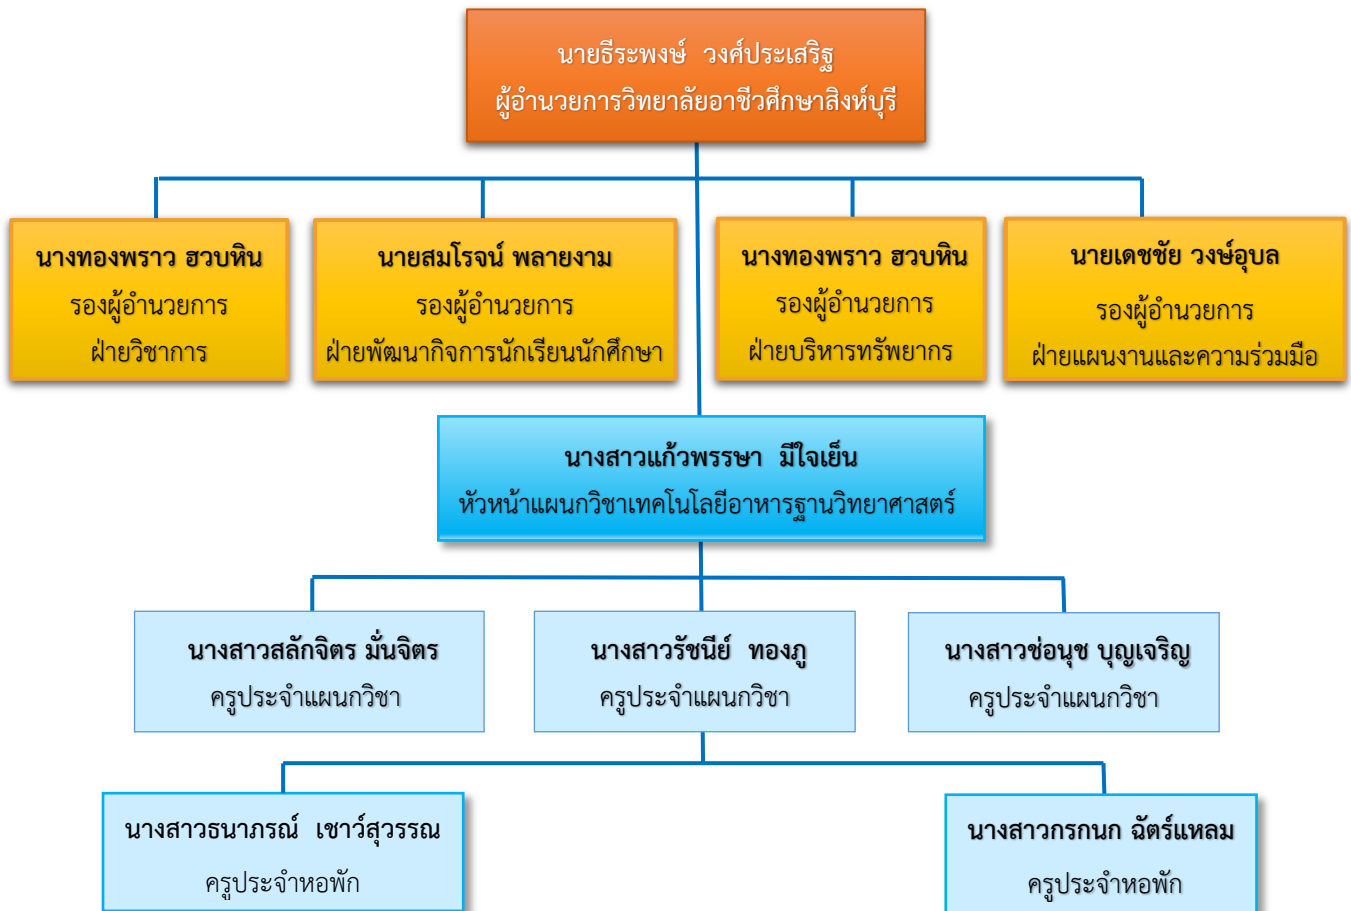 นายธีระพงษ์ วงศ์ประเสริฐ
ผู้อำนวยการวิทยาลัยอาชีวศึกษาสิงห์บุรี
นางทองพราว ฮวบหิน
รองผู้อำนวยการ
ฝ่ายวิชาการ
นายสมโรจน์ พลายงาม
รองผู้อำนวยการ
ฝ่ายพัฒนากิจการนักเรียนนักศึกษา
นางทองพราว ฮวบหิน
รองผู้อำนวยการ
ฝ่ายบริหารทรัพยากร
นายเดชชัย วงษ์อุบล
รองผู้อำนวยการ
ฝ่ายแผนงานและความร่วมมือ
นางสาวแก้วพรรษา มีใจเย็น
หัวหน้าแผนกวิชาเทคโนโลยีอาหารฐานวิทยาศาสตร์
นางสาวสลักจิตร มั่นจิตร
ครูประจำแผนกวิชา
นางสาวรัชนีย์ ทองภู
ครูประจำแผนกวิชา
นางสาวช่อนุช บุญเจริญ
ครูประจำแผนกวิชา
นางสาวธนาภรณ์ เชาว์สุวรรณ
ครูประจำหอพัก
นางสาวกรกนก ฉัตร์แหลม
ครูประจำหอพัก